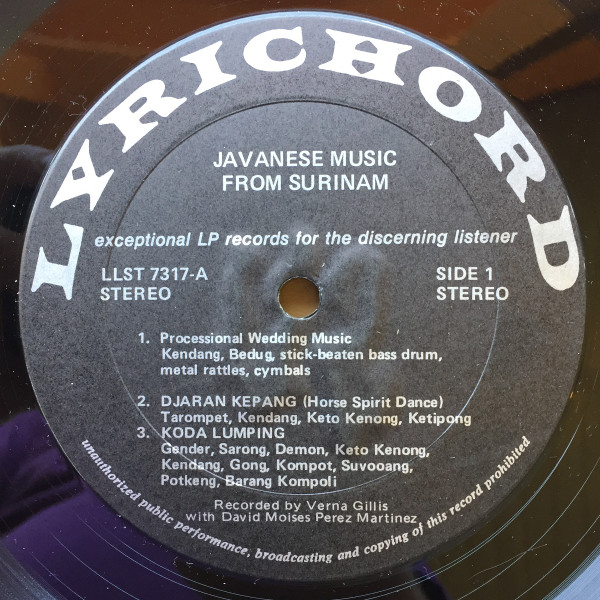 LYRICHORD
JAVANESE MUSIC
FROM SURINAM
exceptional LP records for the discerning listener
LLST 7317-A
STEREO
SIDE 1
STEREO
1. Processional Wedding Music
Kendang, Bedug, stick-beaten bass drum,
metal rattles, cymbals
2. DJARAN KEPANG (Horse Spirit Dance)
Tarompet, Kendang, Keto Kenong, Ketipong
3. KODA LUMPING
Gender, Sarong, Demon, Keto Kenong,
Kendang, Gong, Kompot, Suvooang,
Potkeng, Barang Kompoli
Recorded by Verna Gillis
with David Moises Perez Martinez
unauthorized public performance, broadcasting and copying of this record prohibited